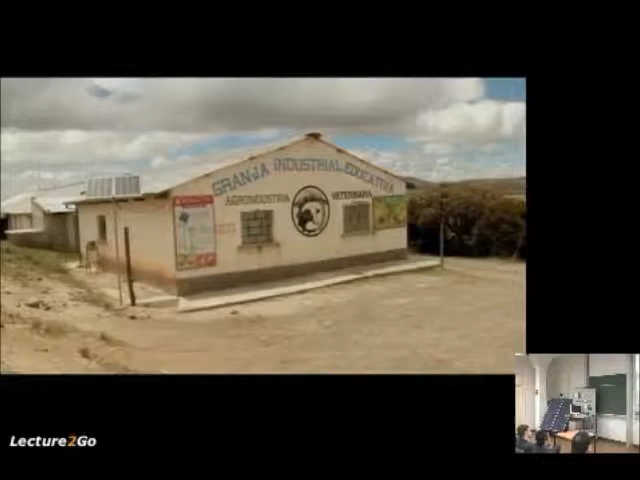 GRANJA INDUSTRIAL EDUCATIVA
AGROINDUSTRIA VETERINARIA
Lecture2Go